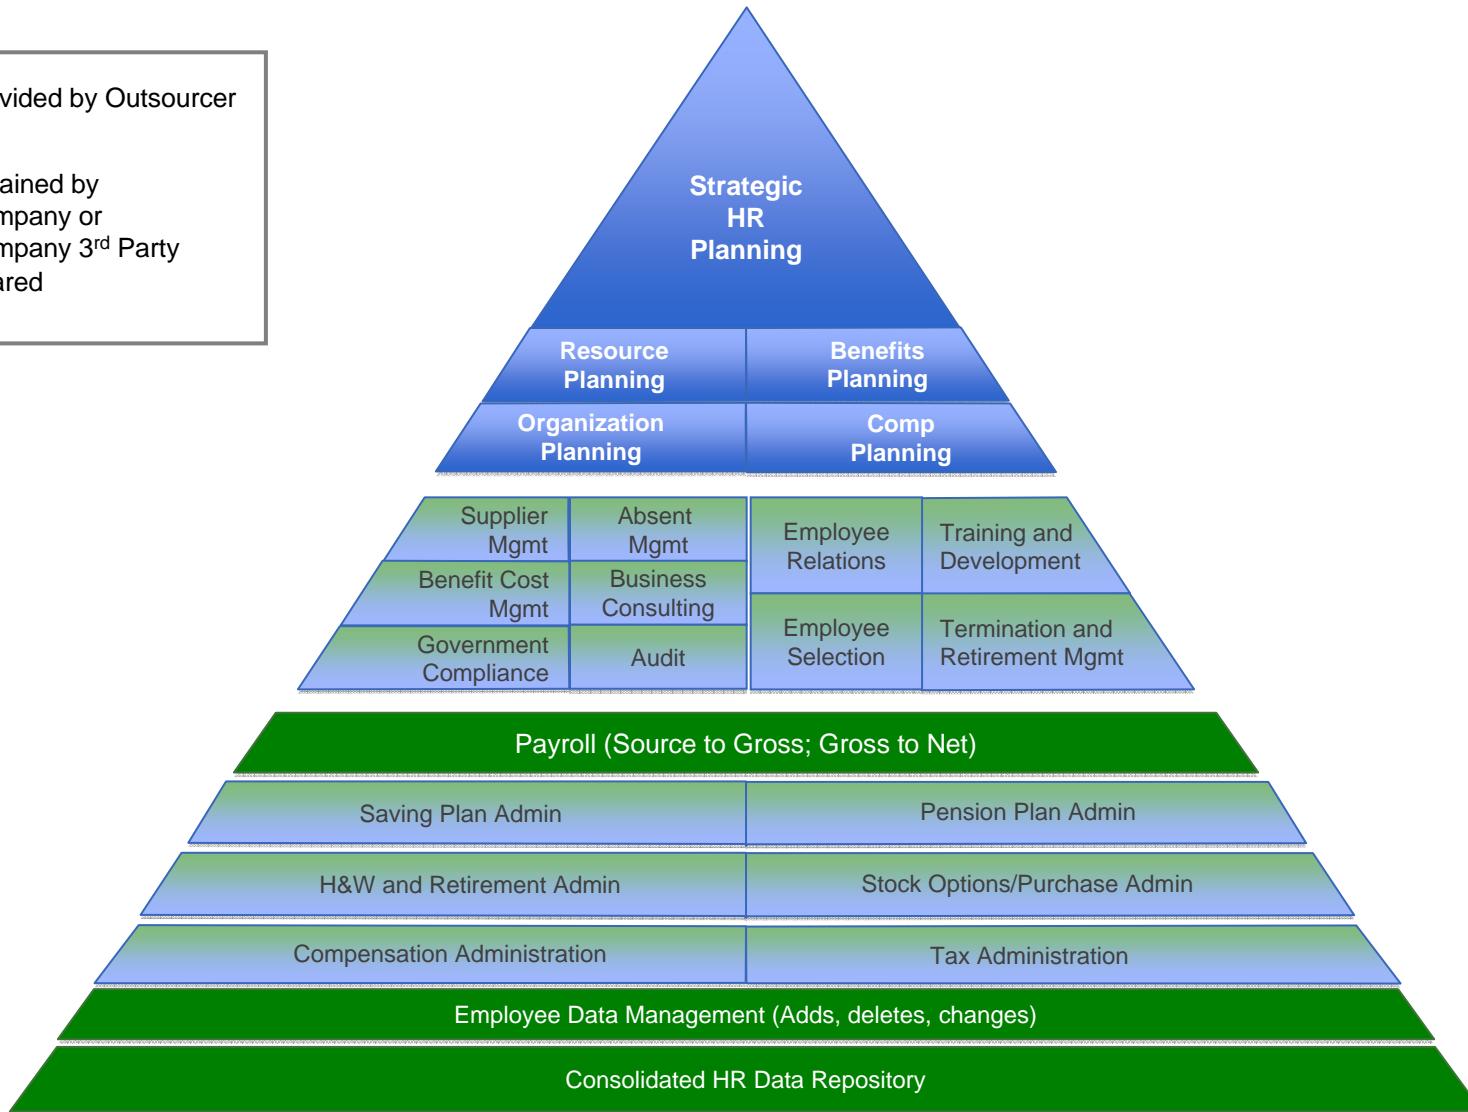 vided by Outsourcer
ained by
mpany or
mpany 3rd Party
ared
Strategic
HR
Planning
Resource
Planning
Benefits
Planning
Organization
Planning
Comp
Planning
Supplier
Mgmt
Absent
Mgmt
Employee
Relations
Training and
Development
Benefit Cost
Mgmt
Business
Consulting
Government
Compliance
Audit
Employee
Selection
Termination and
Retirement Mgmt
Payroll (Source to Gross; Gross to Net)
Saving Plan Admin
Pension Plan Admin
H&W and Retirement Admin
Stock Options/Purchase Admin
Compensation Administration
Tax Administration
Employee Data Management (Adds, deletes, changes)
Consolidated HR Data Repository